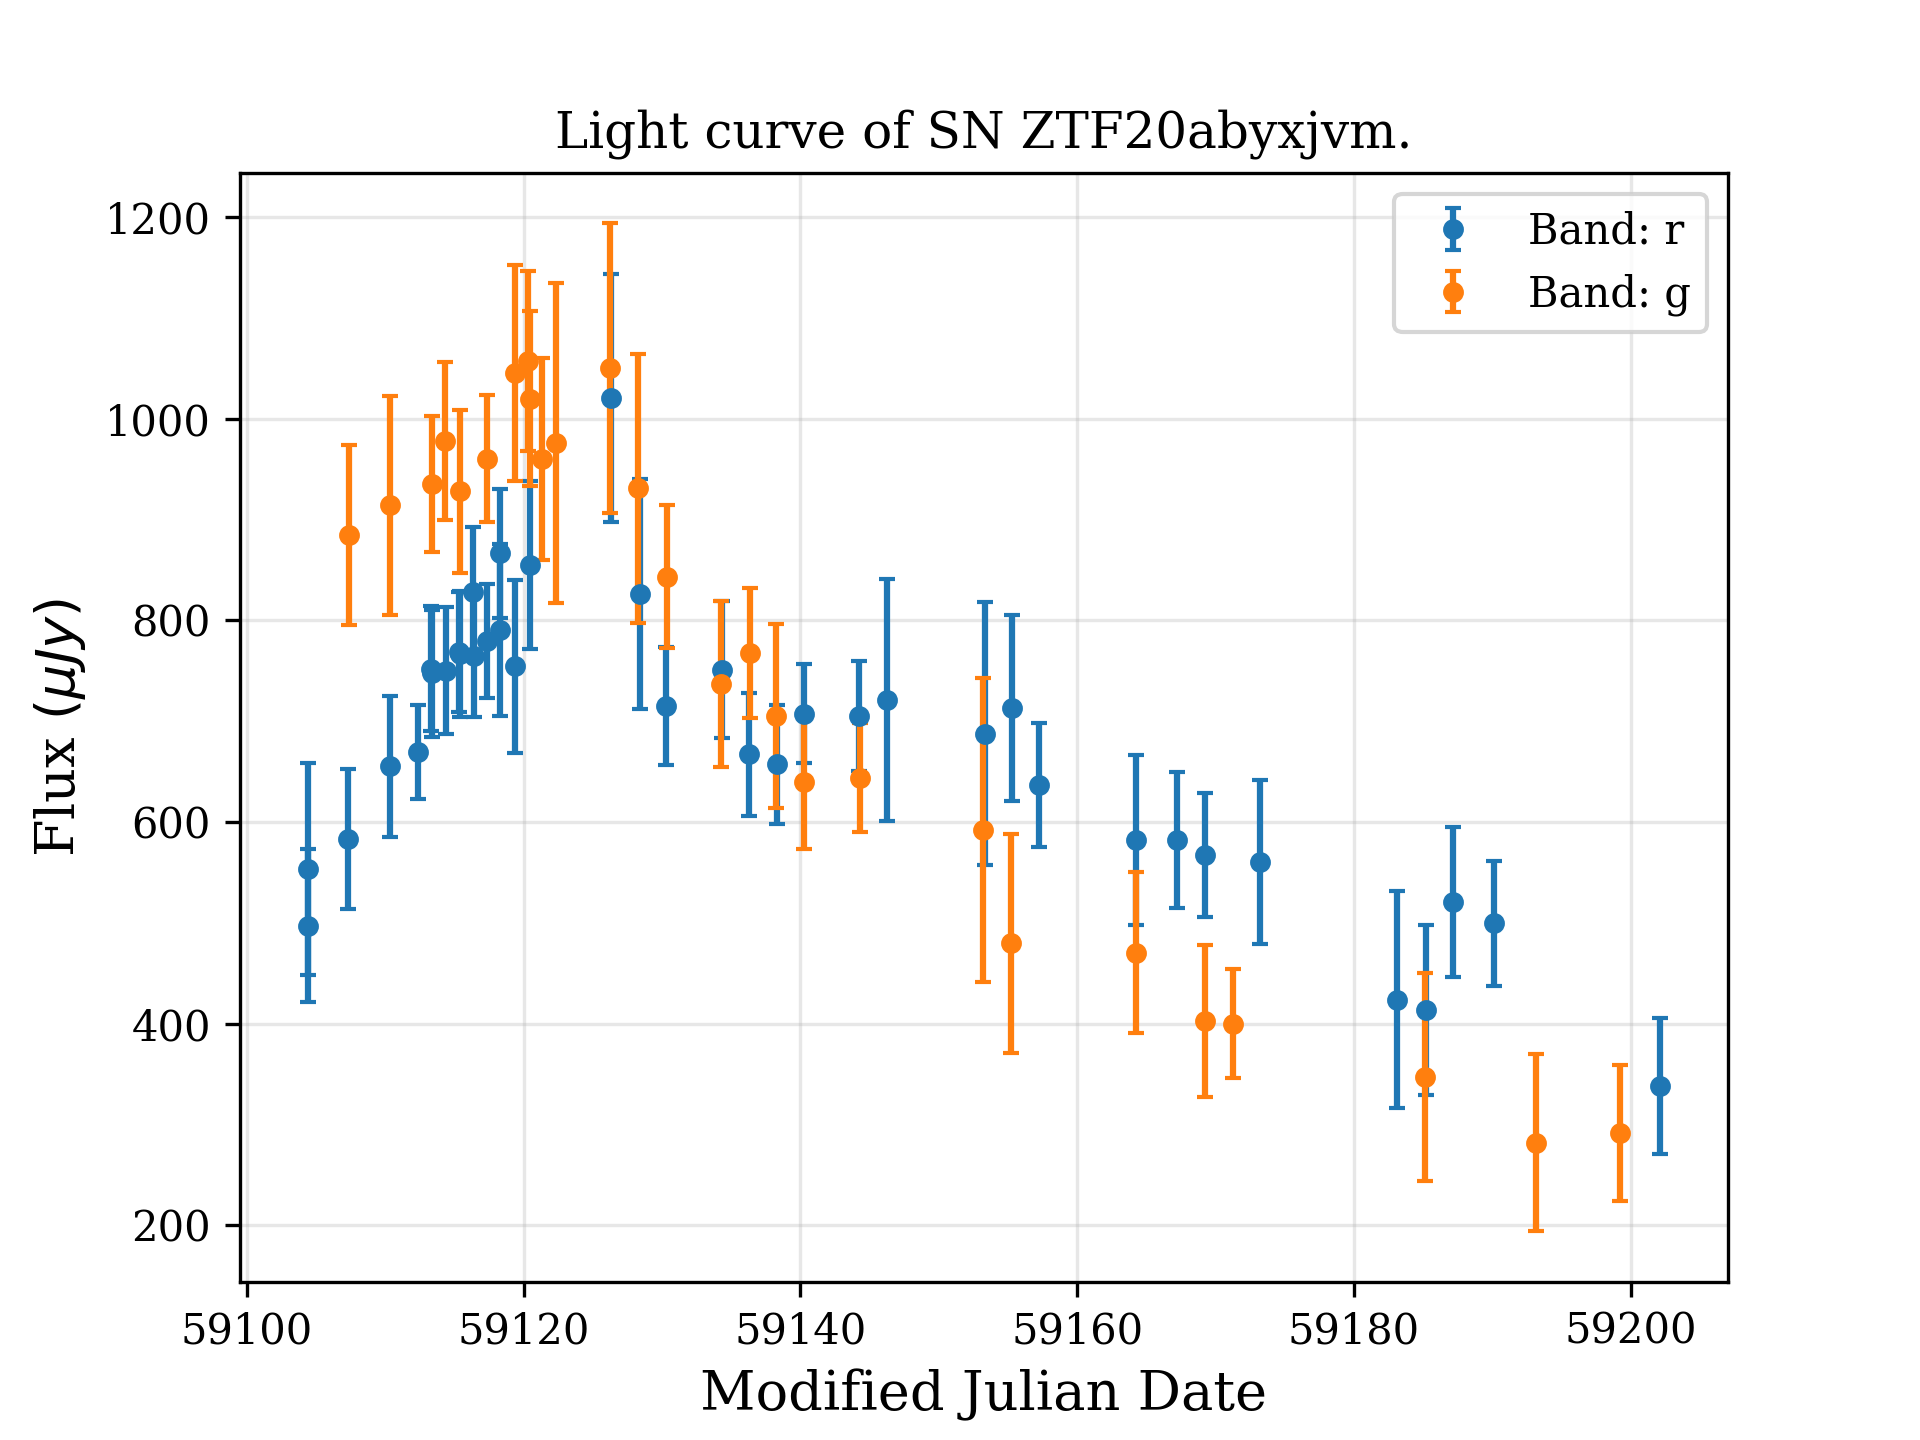 Light curve of SN ZTF20abyxjvm.
Band: r
Band: g
1200
1000
800
600
400
200
Flux (μJy)
59100 59120 59140 59160 59180 59200
Modified Julian Date